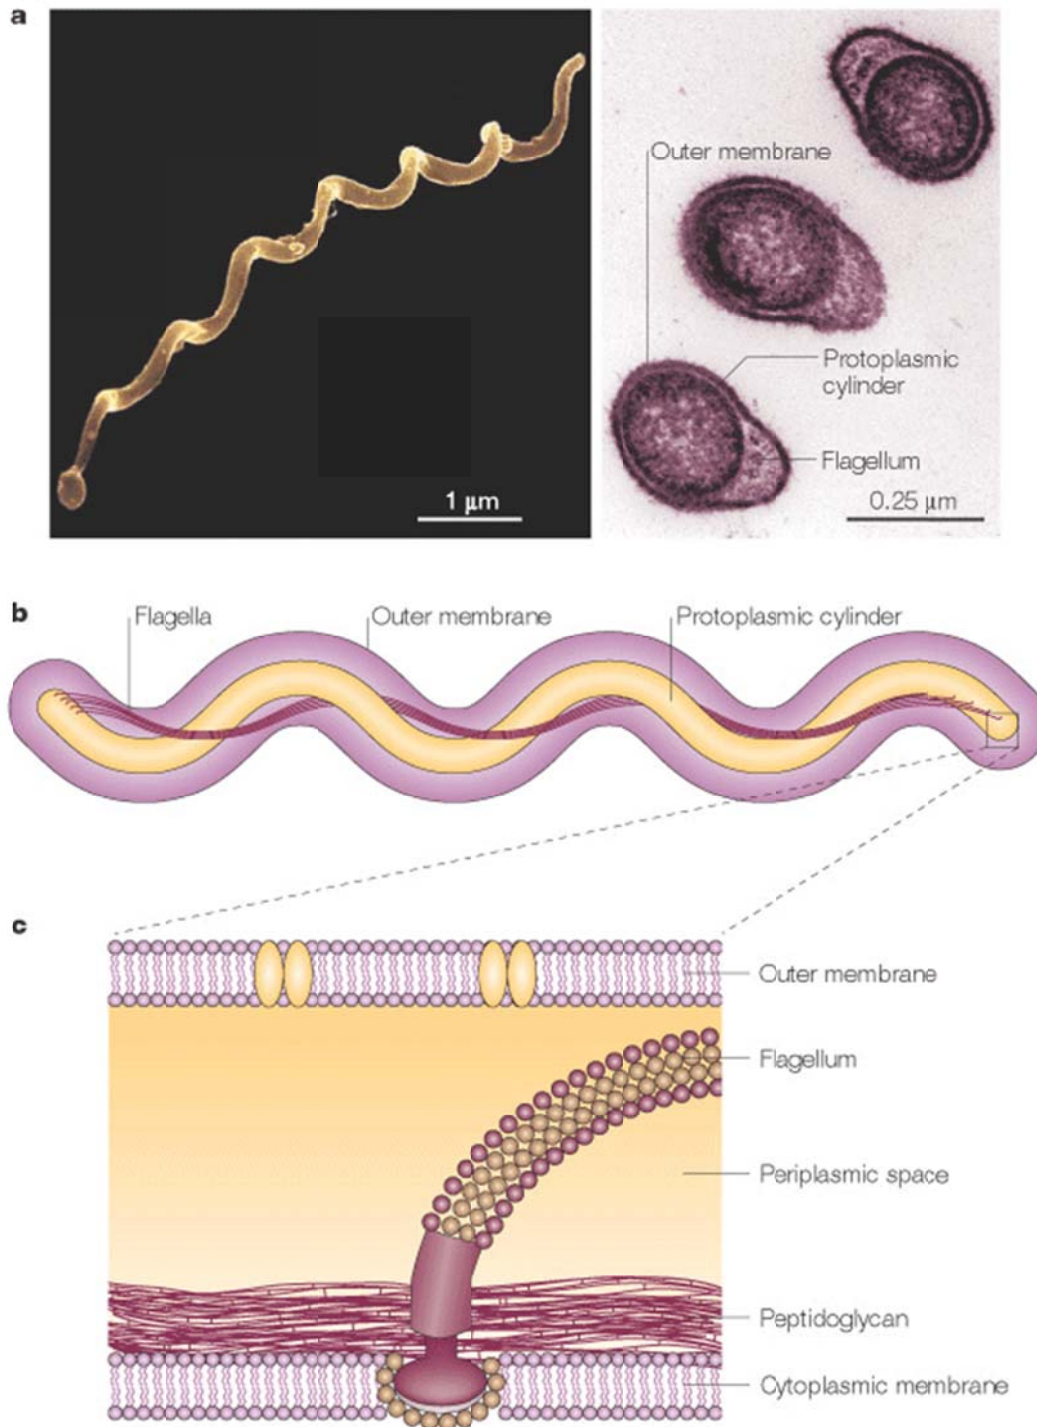 a
Outer membrane
Protoplasmic
cylinder
Flagellum
1 μm
0.25 μm
b
Flagella
Outer membrane
Protoplasmic cylinder
c
Outer membrane
Flagellum
Periplasmic space
Peptidoglycan
Cytoplasmic membrane